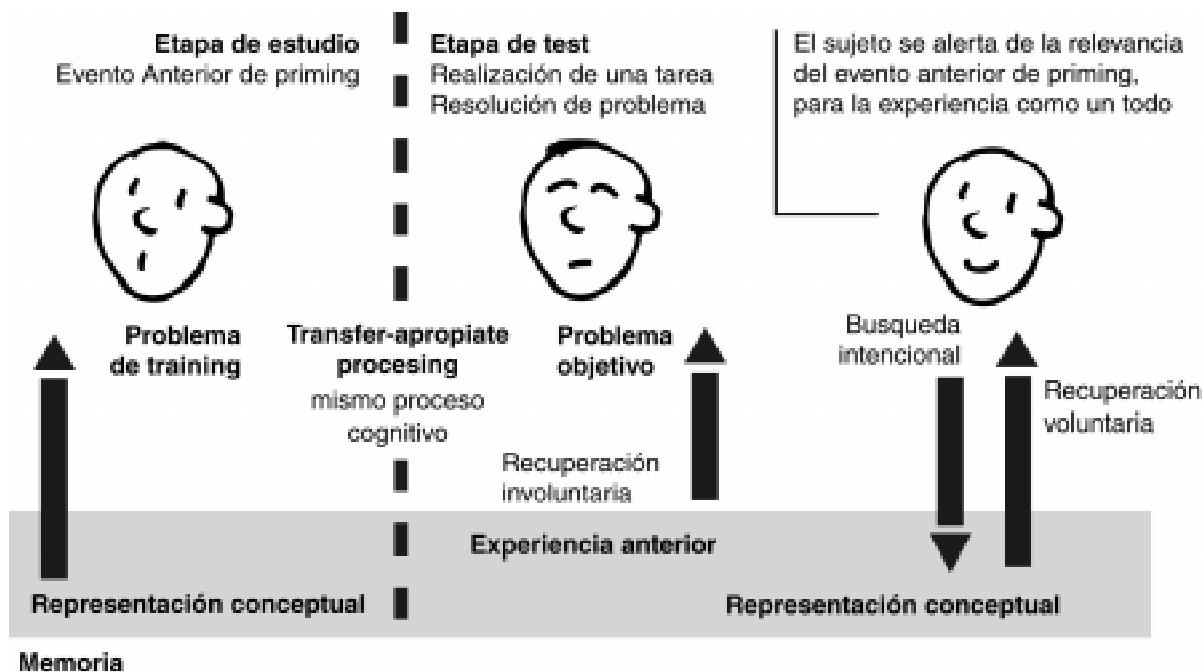 Etapa de estudio
Evento Anterior de priming
Etapa de test
Realización de una tarea
Resolución de problema
El sujeto se alerta de la relevancia
del evento anterior de priming,
para la experiencia como un todo
Problema
de training
Transfer-apropiate
procesing
mismo proceso
cognitivo
Problema
objetivo
Recuperación
involuntaria
Busqueda
intencional
Recuperación
voluntaria
Experiencia anterior
Representación conceptual
Representación conceptual
Memoria